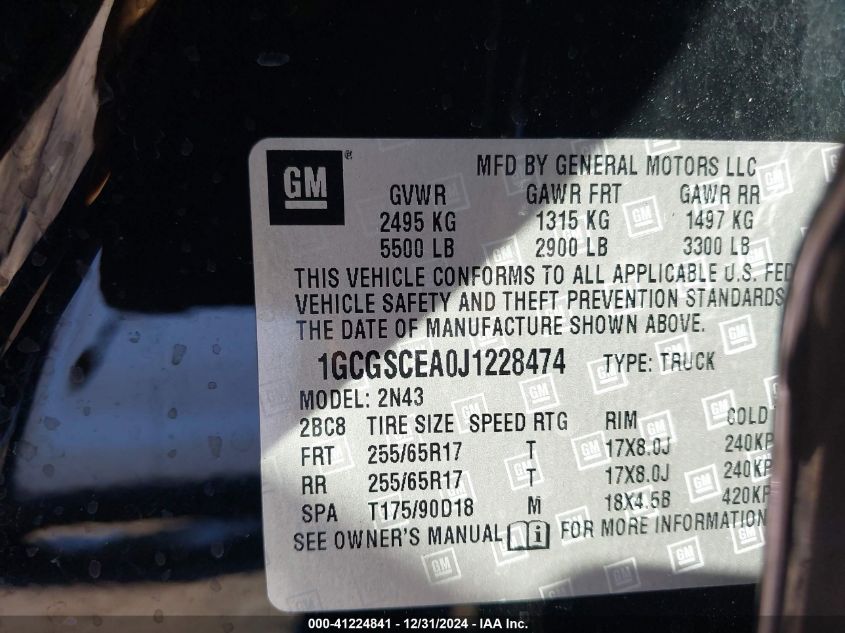 GM ®
MFD BY GENERAL MOTORS LLC
GVWR GAWR FRT GAWR RR
2495 KG 1315 KG 1497 KG
5500 LB 2900 LB 3300 LB
THIS VEHICLE CONFORMS TO ALL APPLICABLE U.S. FED
VEHICLE SAFETY AND THEFT PREVENTION STANDARDS
THE DATE OF MANUFACTURE SHOWN ABOVE.
1GCGSCEA0J1228474 TYPE: TRUCK
MODEL: 2N43
2BC8 TIRE SIZE SPEED RTG RIM COLD
FRT 255/65R17 T 17X8.0J 240KP
RR 255/65R17 T 17X8.0J 240KP
SPA T175/90D18 M 18X4.5B 420KP
SEE OWNER'S MANUAL i FOR MORE INFORMATION
000-41224841 - 12/31/2024 - IAA Inc.